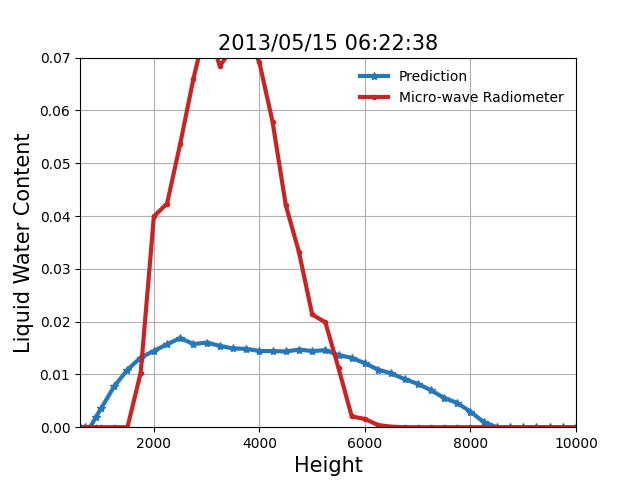 2013/05/15 06:22:38
Prediction
Micro-wave Radiometer
Liquid Water Content
0.07
0.06
0.05
0.04
0.03
0.02
0.01
0.00
2000 4000 6000 8000 10000
Height